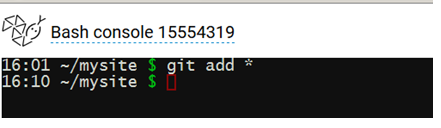 Bash console 15554319
16:01 ~/mysite $ git add *
16:10 ~/mysite $